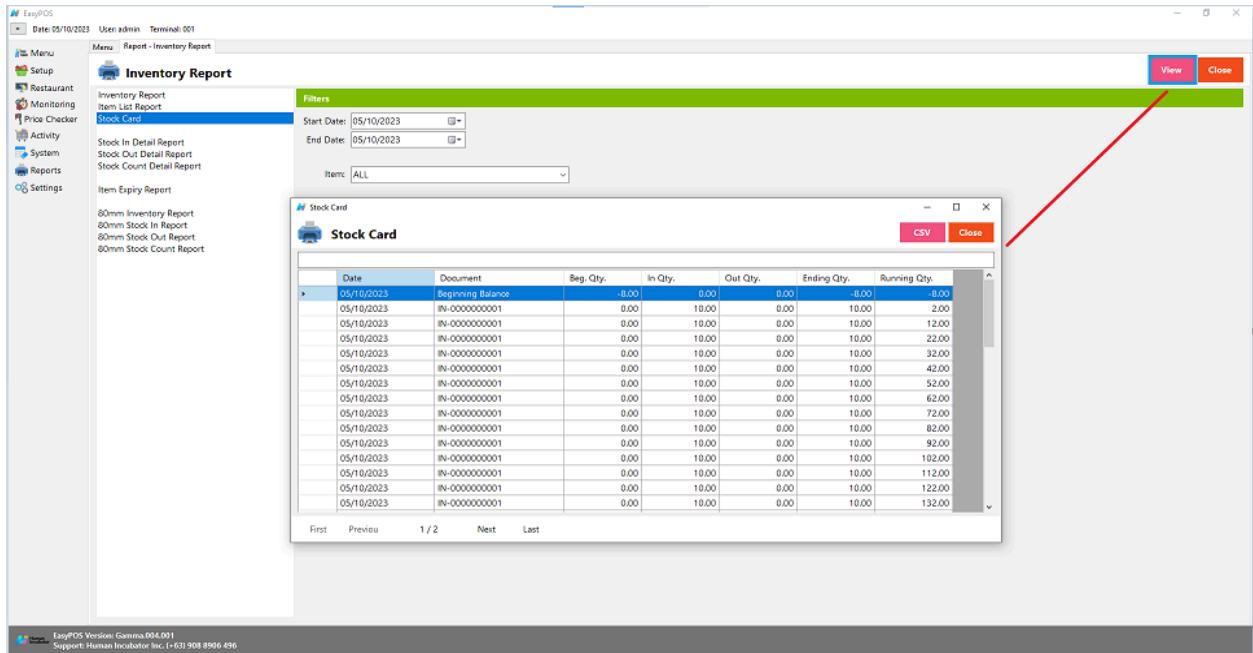 EasyPOS
Date: 05/10/2023 User: admin Terminal: 001
Menu
Setup
Restaurant
Monitoring
Price Checker
Activity
System
Reports
Settings
Menu Report - Inventory Report
Inventory Report
View Close
Inventory Report
Item List Report
Stock Card
Stock In Detail Report
Stock Out Detail Report
Stock Count Detail Report
Item Expiry Report
80mm Inventory Report
80mm Stock In Report
80mm Stock Out Report
80mm Stock Count Report
Filters
Start Date: 05/10/2023
End Date: 05/10/2023
Item: ALL
Stock Card
Stock Card
CSV Close
Date Document Beg. Qty. In Qty. Out Qty. Ending Qty. Running Qty.
05/10/2023 Beginning Balance -8.00 0.00 0.00 -8.00 -8.00
05/10/2023 IN-0000000001 0.00 10.00 0.00 10.00 2.00
05/10/2023 IN-0000000001 0.00 10.00 0.00 10.00 12.00
05/10/2023 IN-0000000001 0.00 10.00 0.00 10.00 22.00
05/10/2023 IN-0000000001 0.00 10.00 0.00 10.00 32.00
05/10/2023 IN-0000000001 0.00 10.00 0.00 10.00 42.00
05/10/2023 IN-0000000001 0.00 10.00 0.00 10.00 52.00
05/10/2023 IN-0000000001 0.00 10.00 0.00 10.00 62.00
05/10/2023 IN-0000000001 0.00 10.00 0.00 10.00 72.00
05/10/2023 IN-0000000001 0.00 10.00 0.00 10.00 82.00
05/10/2023 IN-0000000001 0.00 10.00 0.00 10.00 92.00
05/10/2023 IN-0000000001 0.00 10.00 0.00 10.00 102.00
05/10/2023 IN-0000000001 0.00 10.00 0.00 10.00 112.00
05/10/2023 IN-0000000001 0.00 10.00 0.00 10.00 122.00
05/10/2023 IN-0000000001 0.00 10.00 0.00 10.00 132.00
First Previou 1 / 2 Next Last
EasyPOS Version: Gamma.004.001
Support: Human Incubator Inc. (+63) 908 8906 496